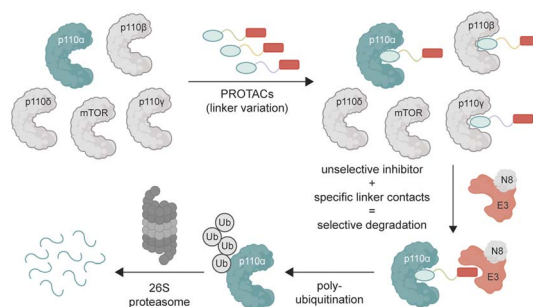 p110α
p110β
p110δ
mTOR
p110γ
PROTACs
(linker variation)
p110α
p110β
p110δ
mTOR
p110γ
unselective inhibitor
+
specific linker contacts
=
selective degradation
N8
E3
p110α
N8
E3
poly-
ubiquitination
Ub
Ub
Ub
Ub
p110α
26S
proteasome